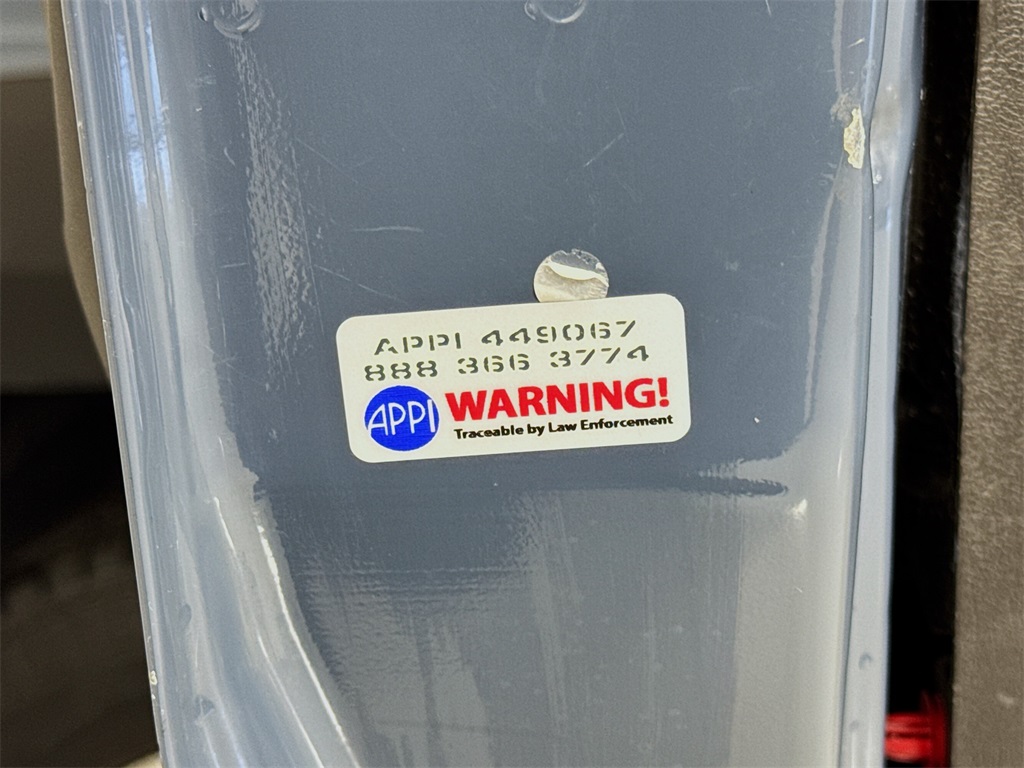 APPI 449067
888 366 3774
APPI WARNING!
Traceable by Law Enforcement